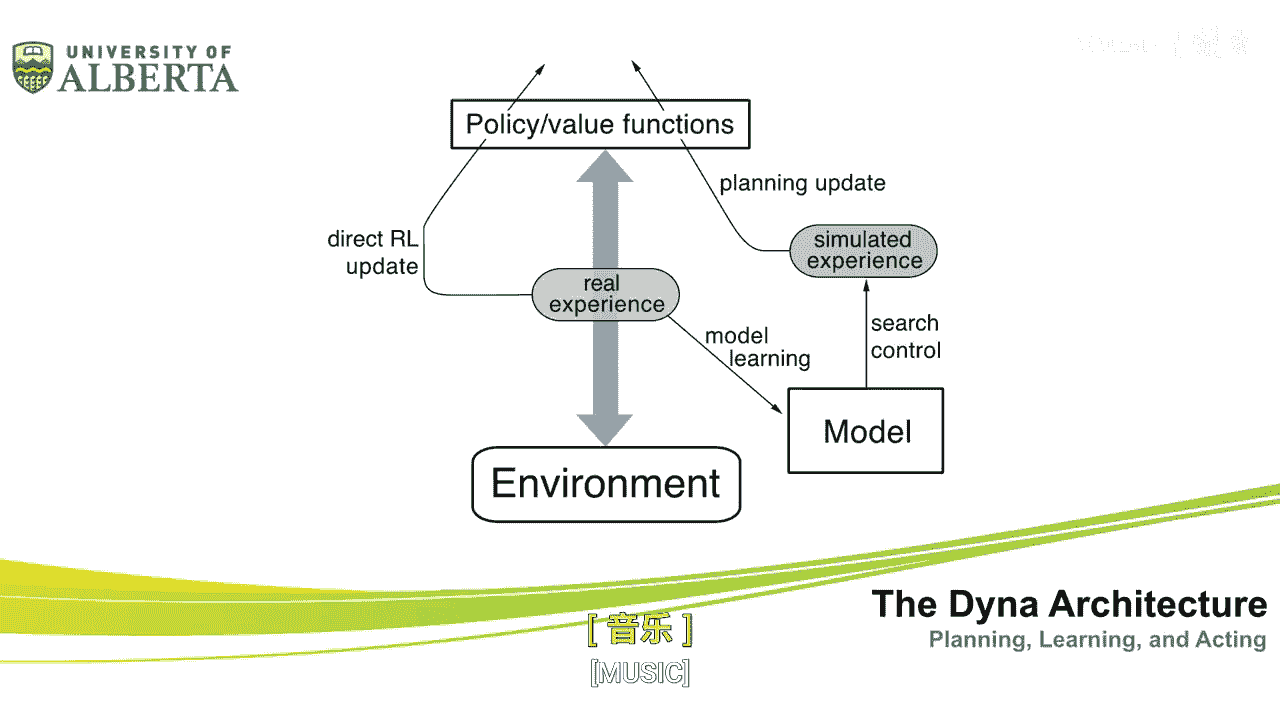 UNIVERSITY OF
ALBERTA
Policy/value functions
planning update
direct RL
update
simulated
experience
real
experience
model
learning
search
control
Model
Environment
The Dyna Architecture
Planning, Learning, and Acting
[ 音乐 ]
[MUSIC]